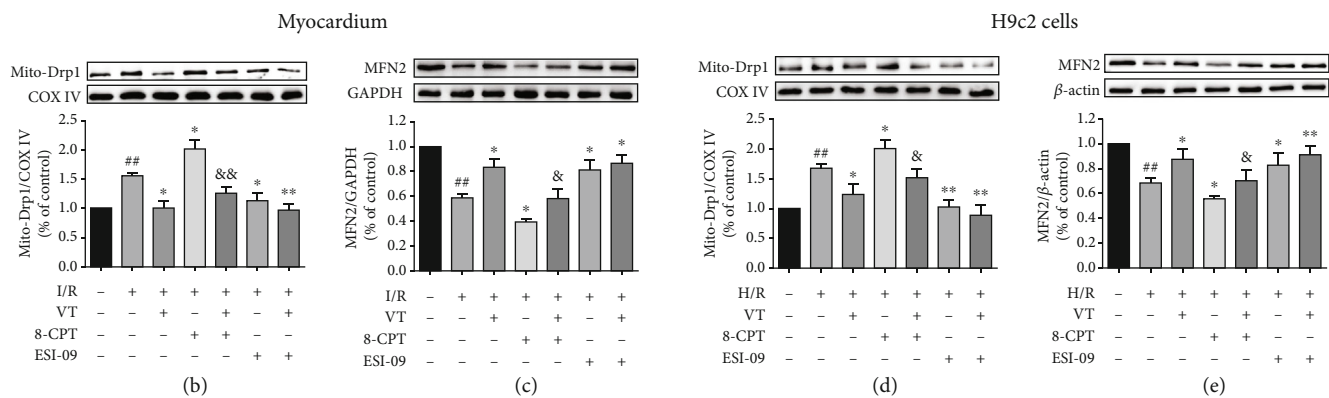 Myocardium
H9c2 cells
Mito-Drp1
COX IV
Mito-Drp1/COX IV
(% of control)
2.5
2.0
1.5
1.0
0.5
0.0
##
*
*
&&
*
**
I/R – + + + + + +
VT – – + – + – +
8-CPT – – – + + – –
ESI-09 – – – – – + +
(b)
MFN2
GAPDH
MFN2/GAPDH
(% of control)
1.2
1.0
0.8
0.6
0.4
0.2
0.0
##
*
*
&
*
*
I/R – + + + + + +
VT – – + – + – +
8-CPT – – – + + – –
ESI-09 – – – – – + +
(c)
Mito-Drp1
COX IV
Mito-Drp1/COX IV
(% of control)
2.5
2.0
1.5
1.0
0.5
0.0
##
*
*
&
**
**
H/R – + + + + + +
VT – – + – + – +
8-CPT – – – + + – –
ESI-09 – – – – – + +
(d)
MFN2
β-actin
MFN2/β-actin
(% of control)
1.2
1.0
0.8
0.6
0.4
0.2
0.0
##
*
*
&
*
**
H/R – + + + + + +
VT – – + – + – +
8-CPT – – – + + – –
ESI-09 – – – – – + +
(e)